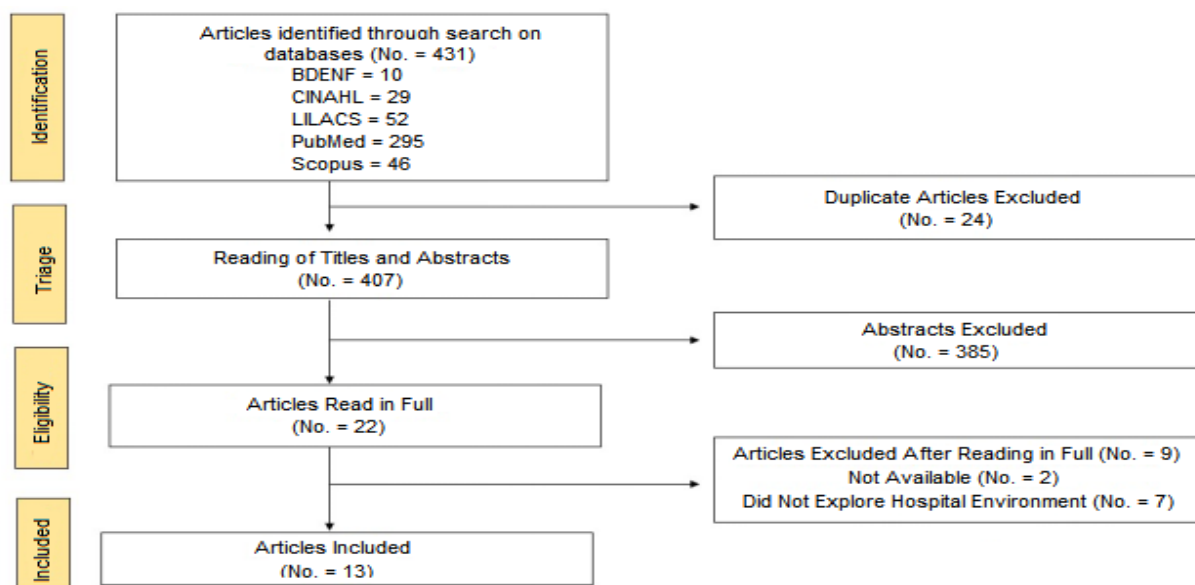 Identification
Articles identified through search on
databases (No. = 431)
BDENF = 10
CINAHL = 29
LILACS = 52
PubMed = 295
Scopus = 46
Duplicate Articles Excluded
(No. = 24)
Triage
Reading of Titles and Abstracts
(No. = 407)
Abstracts Excluded
(No. = 385)
Eligibility
Articles Read in Full
(No. = 22)
Articles Excluded After Reading in Full (No. = 9)
Not Available (No. = 2)
Did Not Explore Hospital Environment (No. = 7)
Included
Articles Included
(No. = 13)